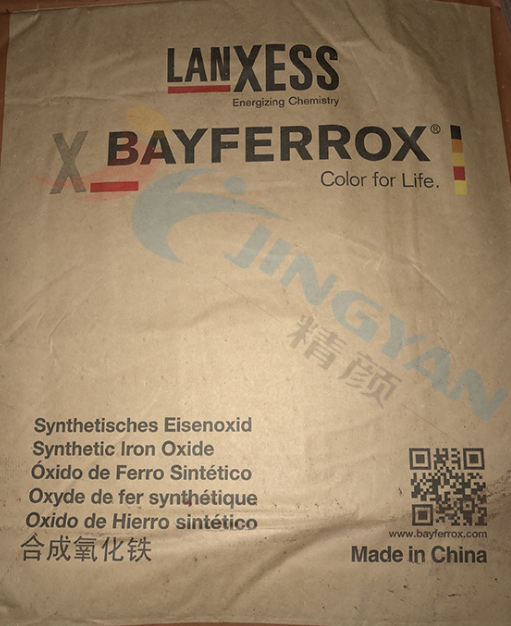 LANXESS
Energizing Chemistry
X BAYFERROX®
Color for Life.
JINGYAN
精颜
Synthetisches Eisenoxid
Synthetic Iron Oxide
Óxido de Ferro Sintético
Oxyde de fer synthétique
Oxido de Hierro sintético
合成氧化铁
www.bayferrox.com
Made in China